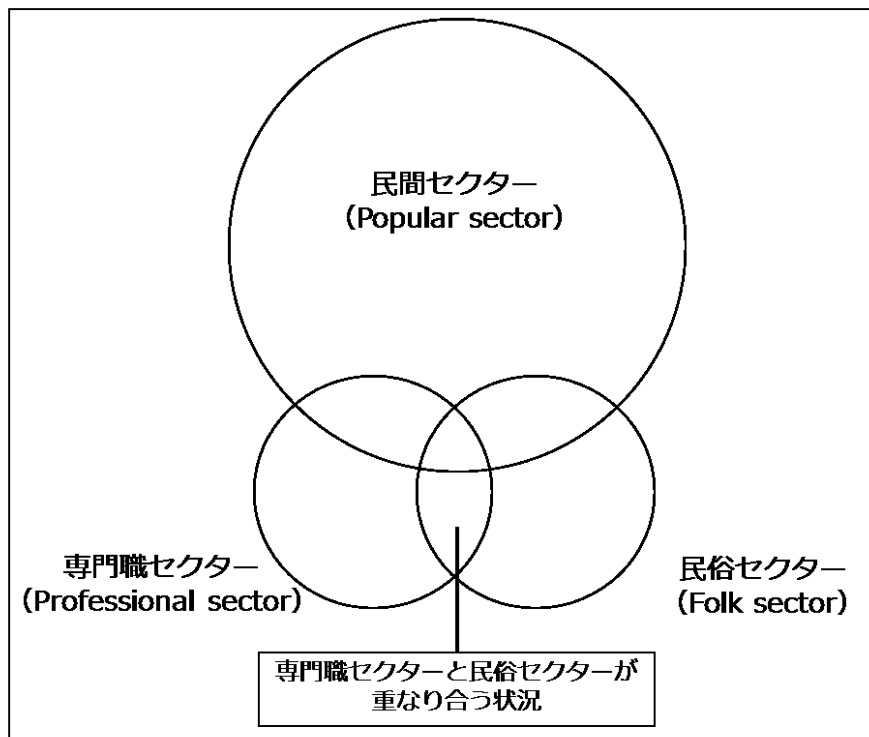 民間セクター
（Popular sector）
専門職セクター
（Professional sector）
民俗セクター
（Folk sector）
専門職セクターと民俗セクターが
重なり合う状況